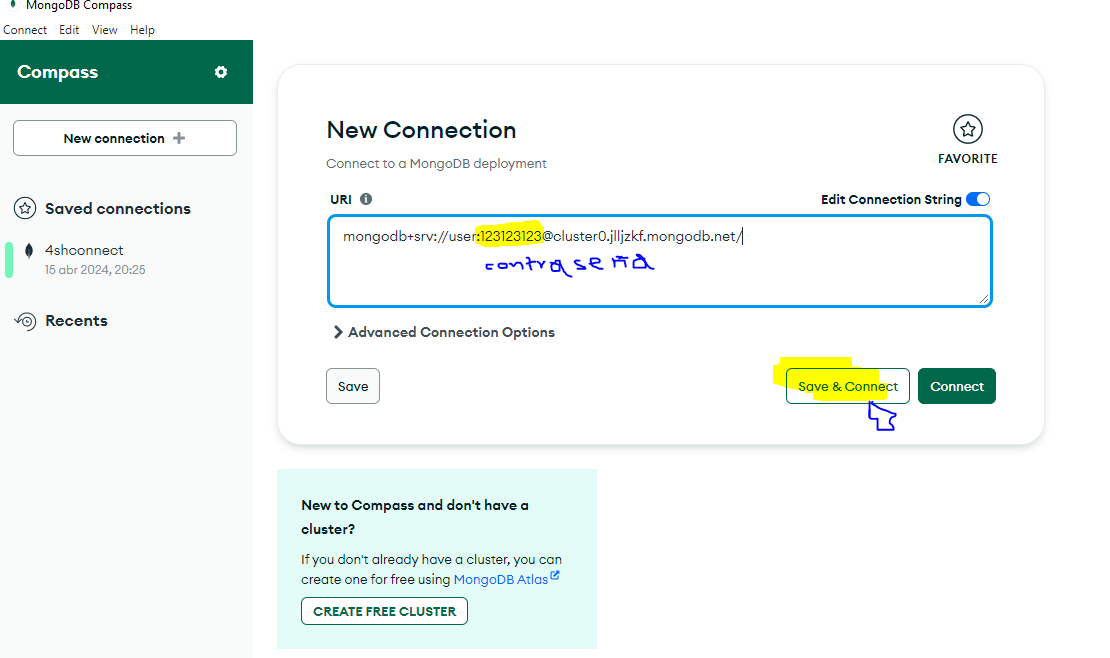 MongoDB Compass
Connect Edit View Help
Compass
New connection
Saved connections
4shconnect
15 abr 2024, 20:25
Recents
New Connection
Connect to a MongoDB deployment
FAVORITE
URI
Edit Connection String
mongodb+srv://user:123123123@cluster0.jlljzkf.mongodb.net/
contraseña
Advanced Connection Options
Save
Save & Connect
Connect
New to Compass and don't have a
cluster?
If you don't already have a cluster, you can
create one for free using MongoDB Atlas
CREATE FREE CLUSTER